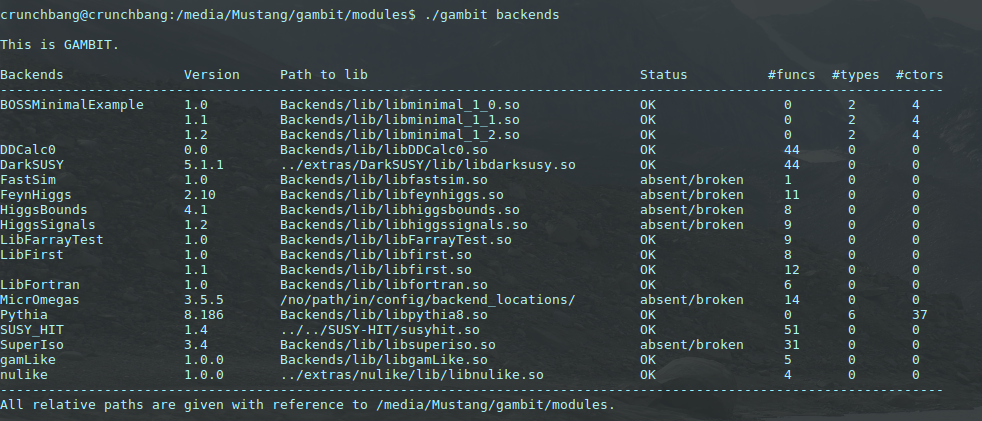 crunchbang@crunchbang:/media/Mustang/gambit/modules$ ./gambit backends
This is GAMBIT.
Backends Version Path to lib Status #funcs #types #ctors
--------------------------------------------------------------------------------------------------------------------
BOSSMinimalExample 1.0 Backends/lib/libminimal_1_0.so OK 0 2 4
1.1 Backends/lib/libminimal_1_1.so OK 0 2 4
1.2 Backends/lib/libminimal_1_2.so OK 0 2 4
DDCalc0 0.0 Backends/lib/libDDCalc0.so OK 44 0 0
DarkSUSY 5.1.1 ../extras/DarkSUSY/lib/libdarksusy.so OK 44 0 0
FastSim 1.0 Backends/lib/libfastsim.so absent/broken 1 0 0
FeynHiggs 2.10 Backends/lib/libfeynhiggs.so absent/broken 11 0 0
HiggsBounds 4.1 Backends/lib/libhiggsbounds.so absent/broken 8 0 0
HiggsSignals 1.2 Backends/lib/libhiggssignals.so absent/broken 9 0 0
LibFarrayTest 1.0 Backends/lib/libFarrayTest.so OK 9 0 0
LibFirst 1.0 Backends/lib/libfirst.so OK 8 0 0
1.1 Backends/lib/libfirst.so OK 12 0 0
LibFortran 1.0 Backends/lib/libfortran.so OK 6 0 0
MicrOmegas 3.5.5 /no/path/in/config/backend_locations/ absent/broken 14 0 0
Pythia 8.186 Backends/lib/libpythia8.so OK 0 6 37
SUSY_HIT 1.4 ../../SUSY-HIT/susyhit.so OK 51 0 0
SuperIso 3.4 Backends/lib/libsuperiso.so absent/broken 31 0 0
gamLike 1.0.0 Backends/lib/libgamLike.so OK 5 0 0
nulike 1.0.0 ../extras/nulike/lib/libnulike.so OK 4 0 0
--------------------------------------------------------------------------------------------------------------------
All relative paths are given with reference to /media/Mustang/gambit/modules.